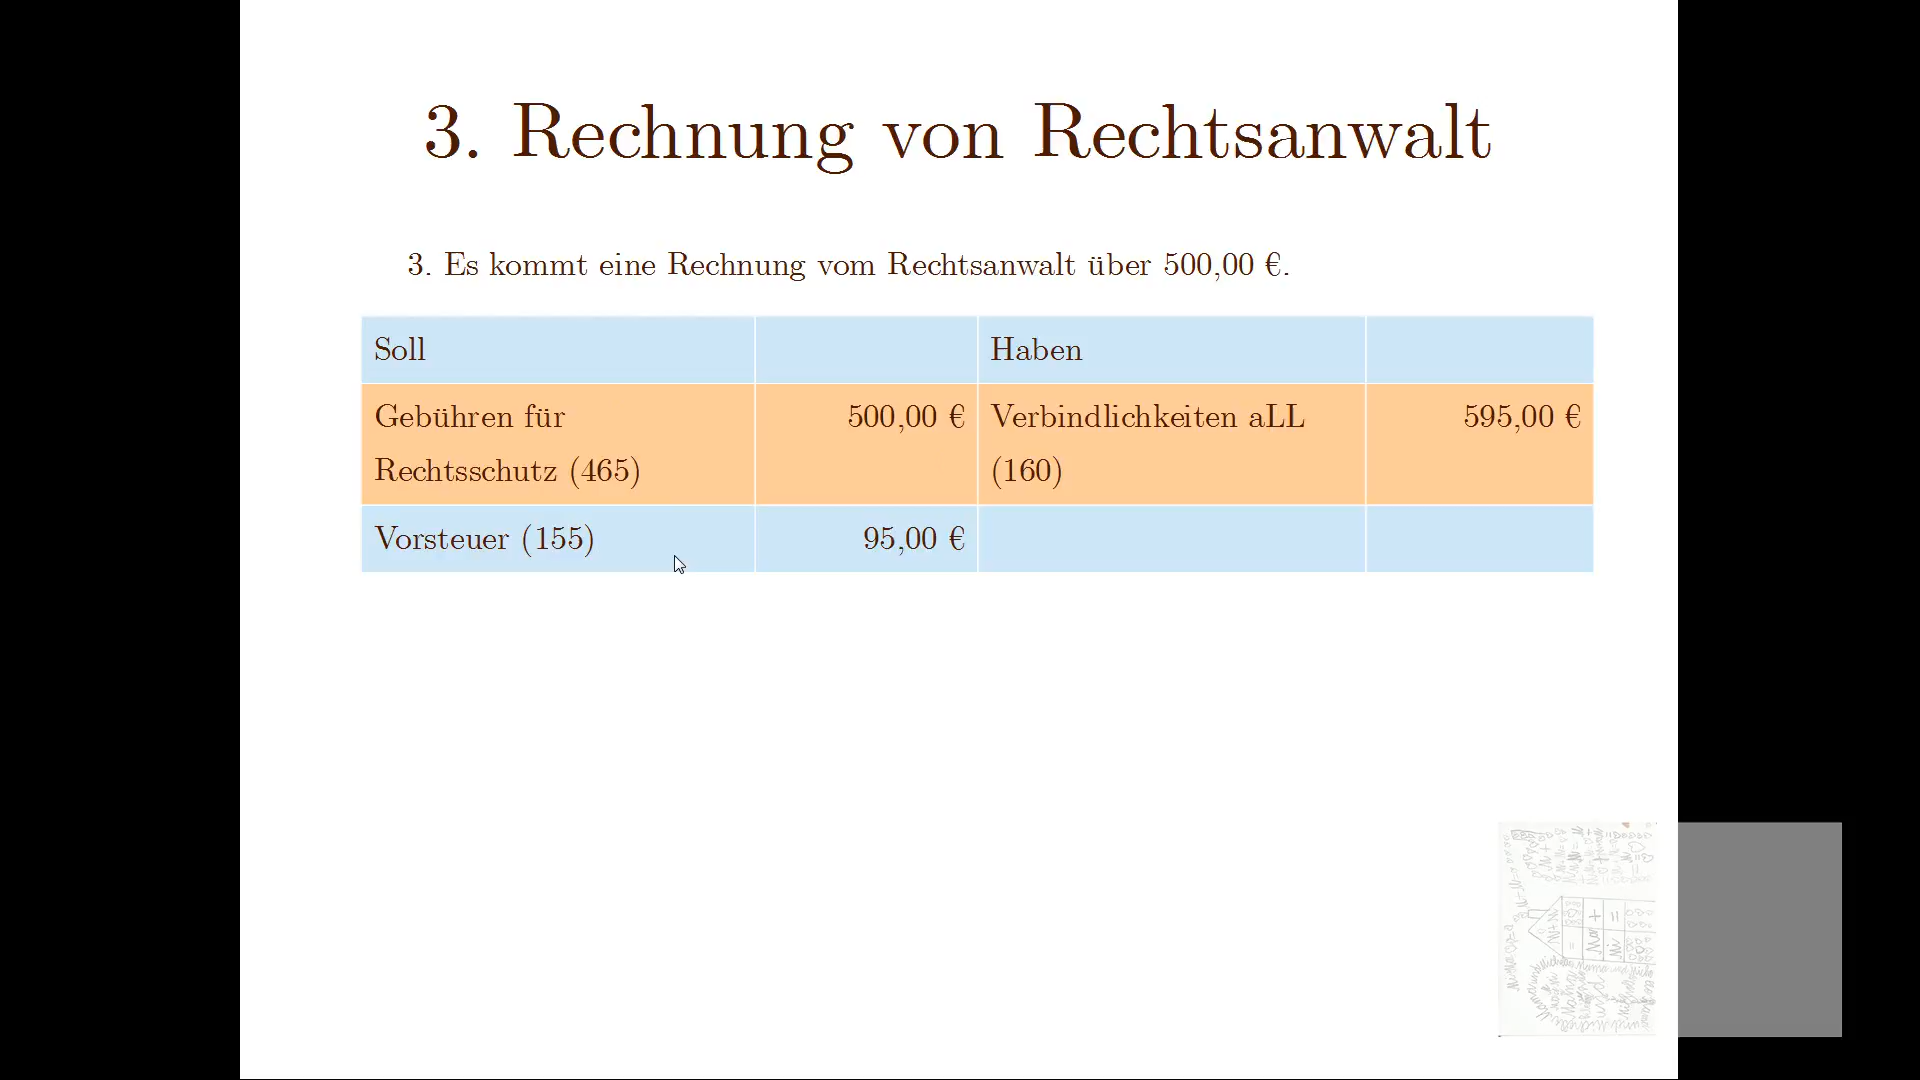 3. Rechnung von Rechtsanwalt
3. Es kommt eine Rechnung vom Rechtsanwalt über 500,00 €.
Soll Haben
Gebühren für 500,00 € Verbindlichkeiten aLL 595,00 €
Rechtsschutz (465) (160)
Vorsteuer (155) 95,00 €